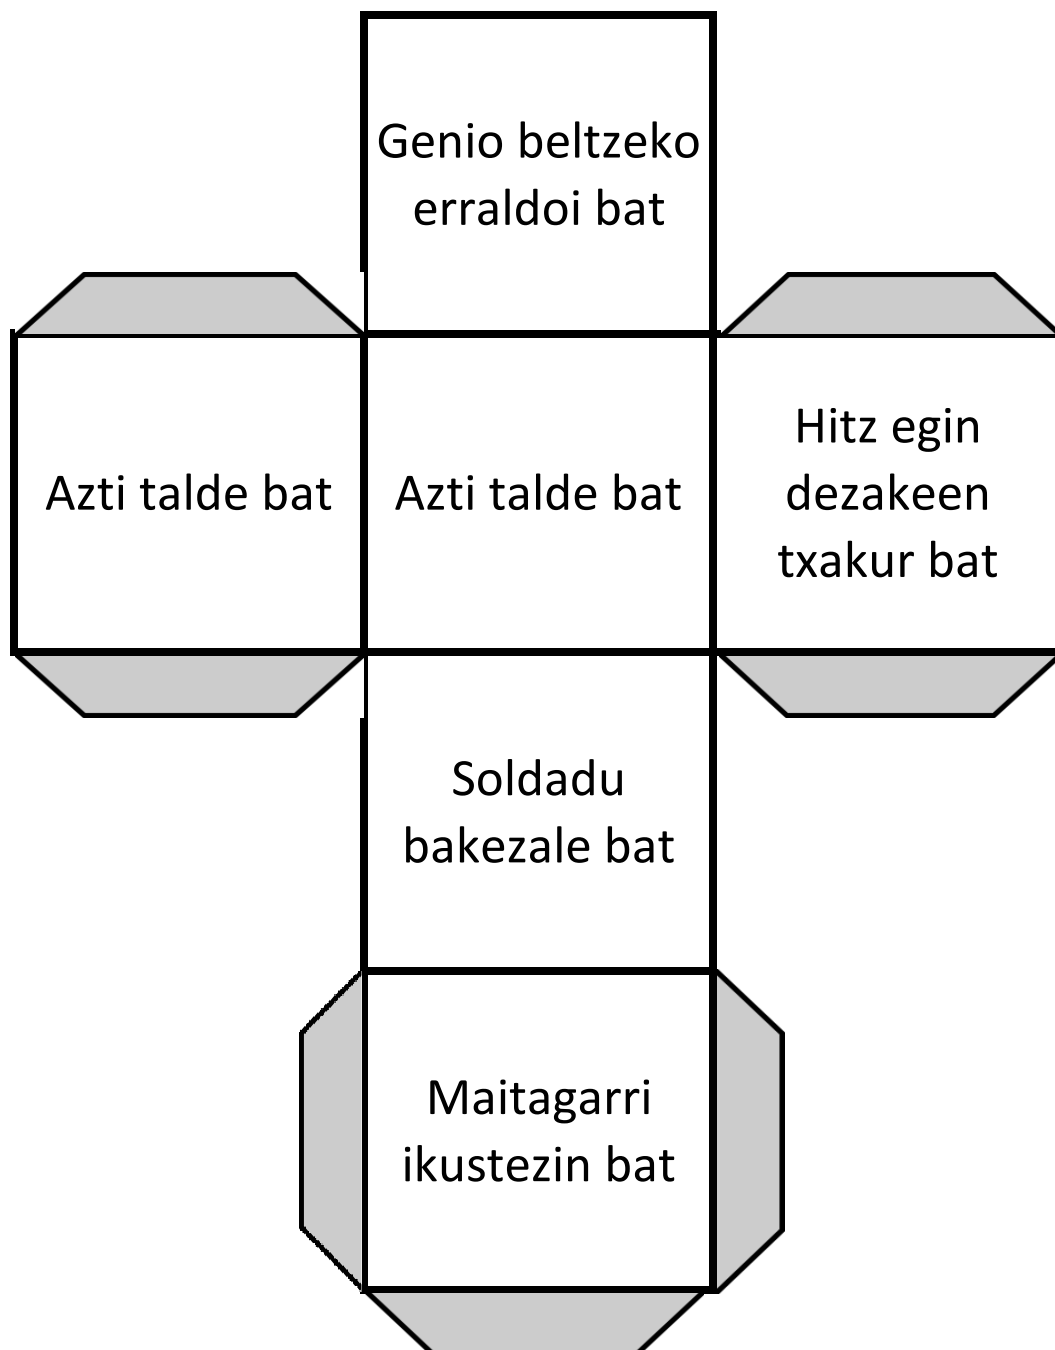 Genio beltzeko
erraldoi bat
Azti talde bat
Azti talde bat
Hitz egin
dezakeen
txakur bat
Soldadu
bakezale bat
Maitagarri
ikustezin bat